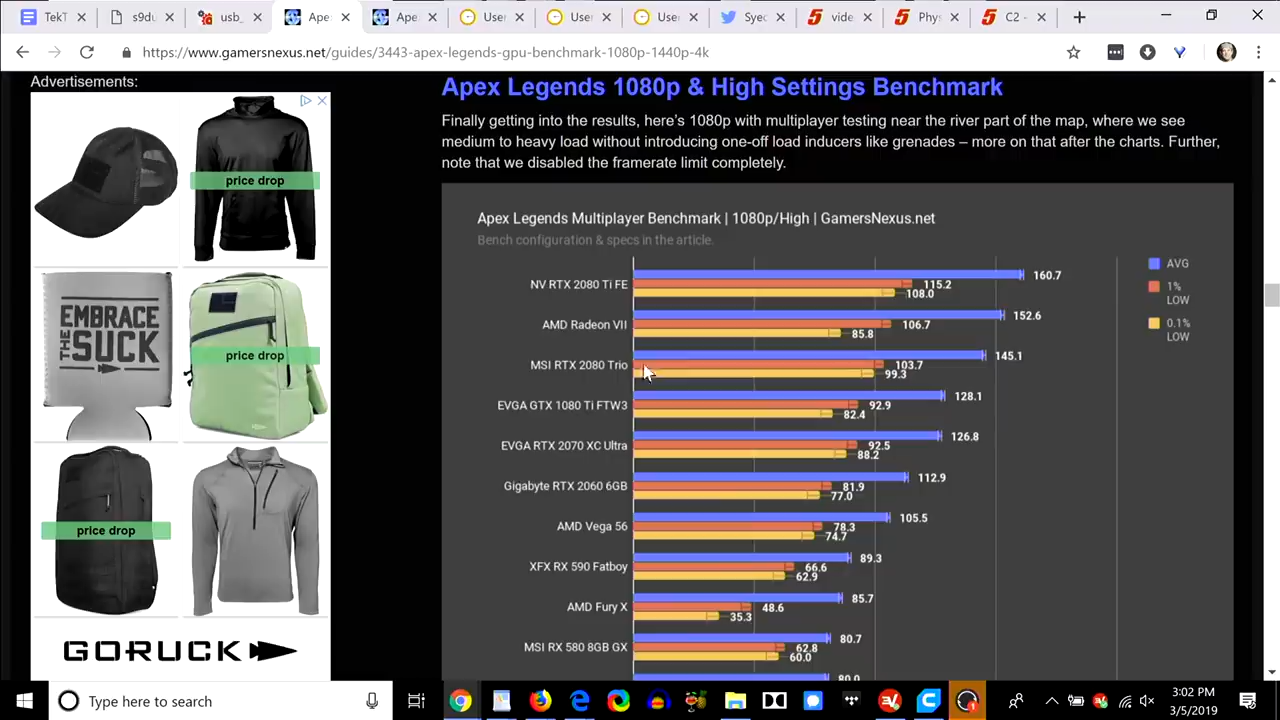 TekT
s9du
usb_
Ape
Ape
User
User
User
Syec
vide
Phys
C2 -
https://www.gamersnexus.net/guides/3443-apex-legends-gpu-benchmark-1080p-1440p-4k
Advertisements:
price drop
EMBRACE
THE
SUCK
price drop
price drop
GORUCK
Apex Legends 1080p & High Settings Benchmark
Finally getting into the results, here's 1080p with multiplayer testing near the river part of the map, where we see
medium to heavy load without introducing one-off load inducers like grenades – more on that after the charts. Further,
note that we disabled the framerate limit completely.
Apex Legends Multiplayer Benchmark | 1080p/High | GamersNexus.net
Bench configuration & specs in the article.
AVG
1%
LOW
0.1%
LOW
NV RTX 2080 Ti FE
160.7
115.2
108.0
AMD Radeon VII
152.6
106.7
85.8
MSI RTX 2080 Trio
145.1
103.7
99.3
EVGA GTX 1080 Ti FTW3
128.1
92.9
82.4
EVGA RTX 2070 XC Ultra
126.8
92.5
88.2
Gigabyte RTX 2060 6GB
112.9
81.9
77.0
AMD Vega 56
105.5
78.3
74.7
XFX RX 590 Fatboy
89.3
66.6
62.9
AMD Fury X
85.7
48.6
35.3
MSI RX 580 8GB GX
80.7
62.8
60.0
Type here to search
3:02 PM
3/5/2019